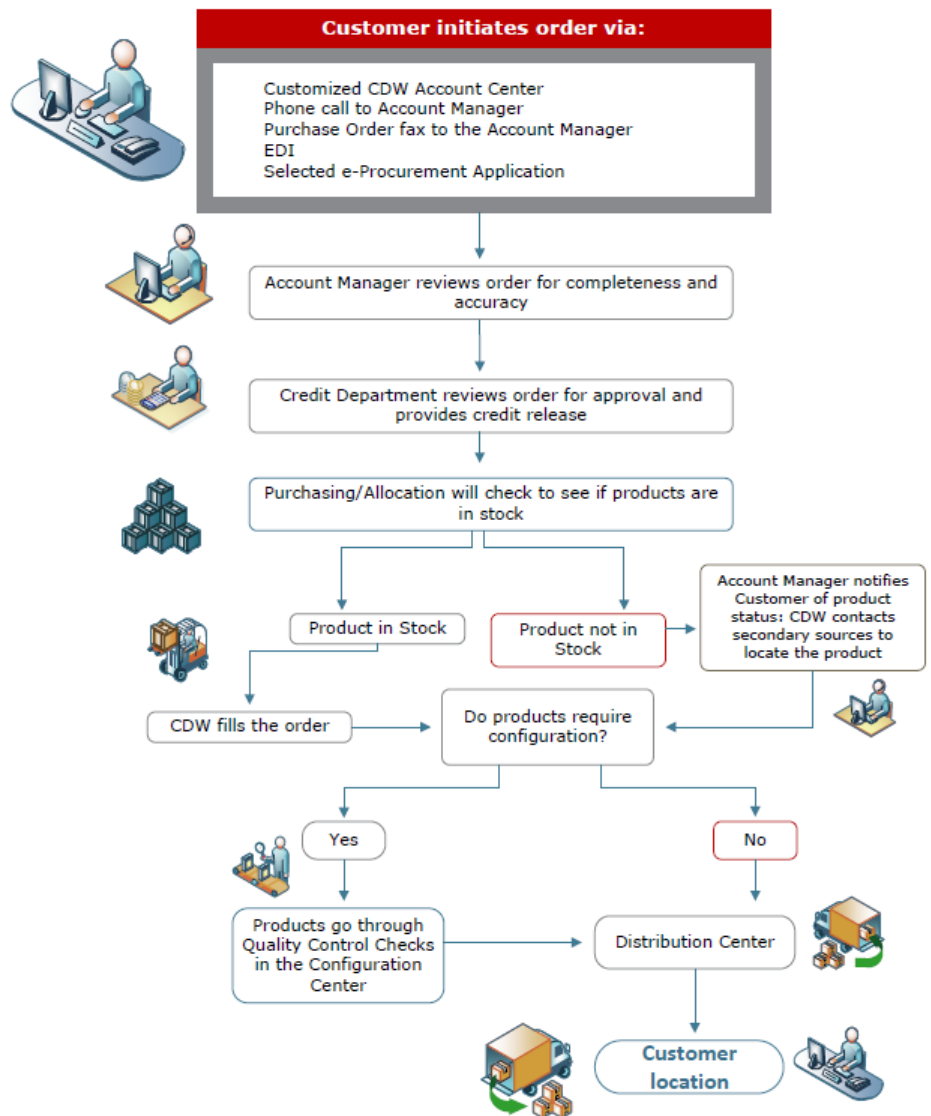 Customer initiates order via:
Customized CDW Account Center
Phone call to Account Manager
Purchase Order fax to the Account Manager
EDI
Selected e-Procurement Application
Account Manager reviews order for completeness and
accuracy
Credit Department reviews order for approval and
provides credit release
Purchasing/Allocation will check to see if products are
in stock
Product in Stock
Product not in
Stock
Account Manager notifies
Customer of product
status: CDW contacts
secondary sources to
locate the product
CDW fills the order
Do products require
configuration?
Yes
No
Products go through
Quality Control Checks
in the Configuration
Center
Distribution Center
Customer
location